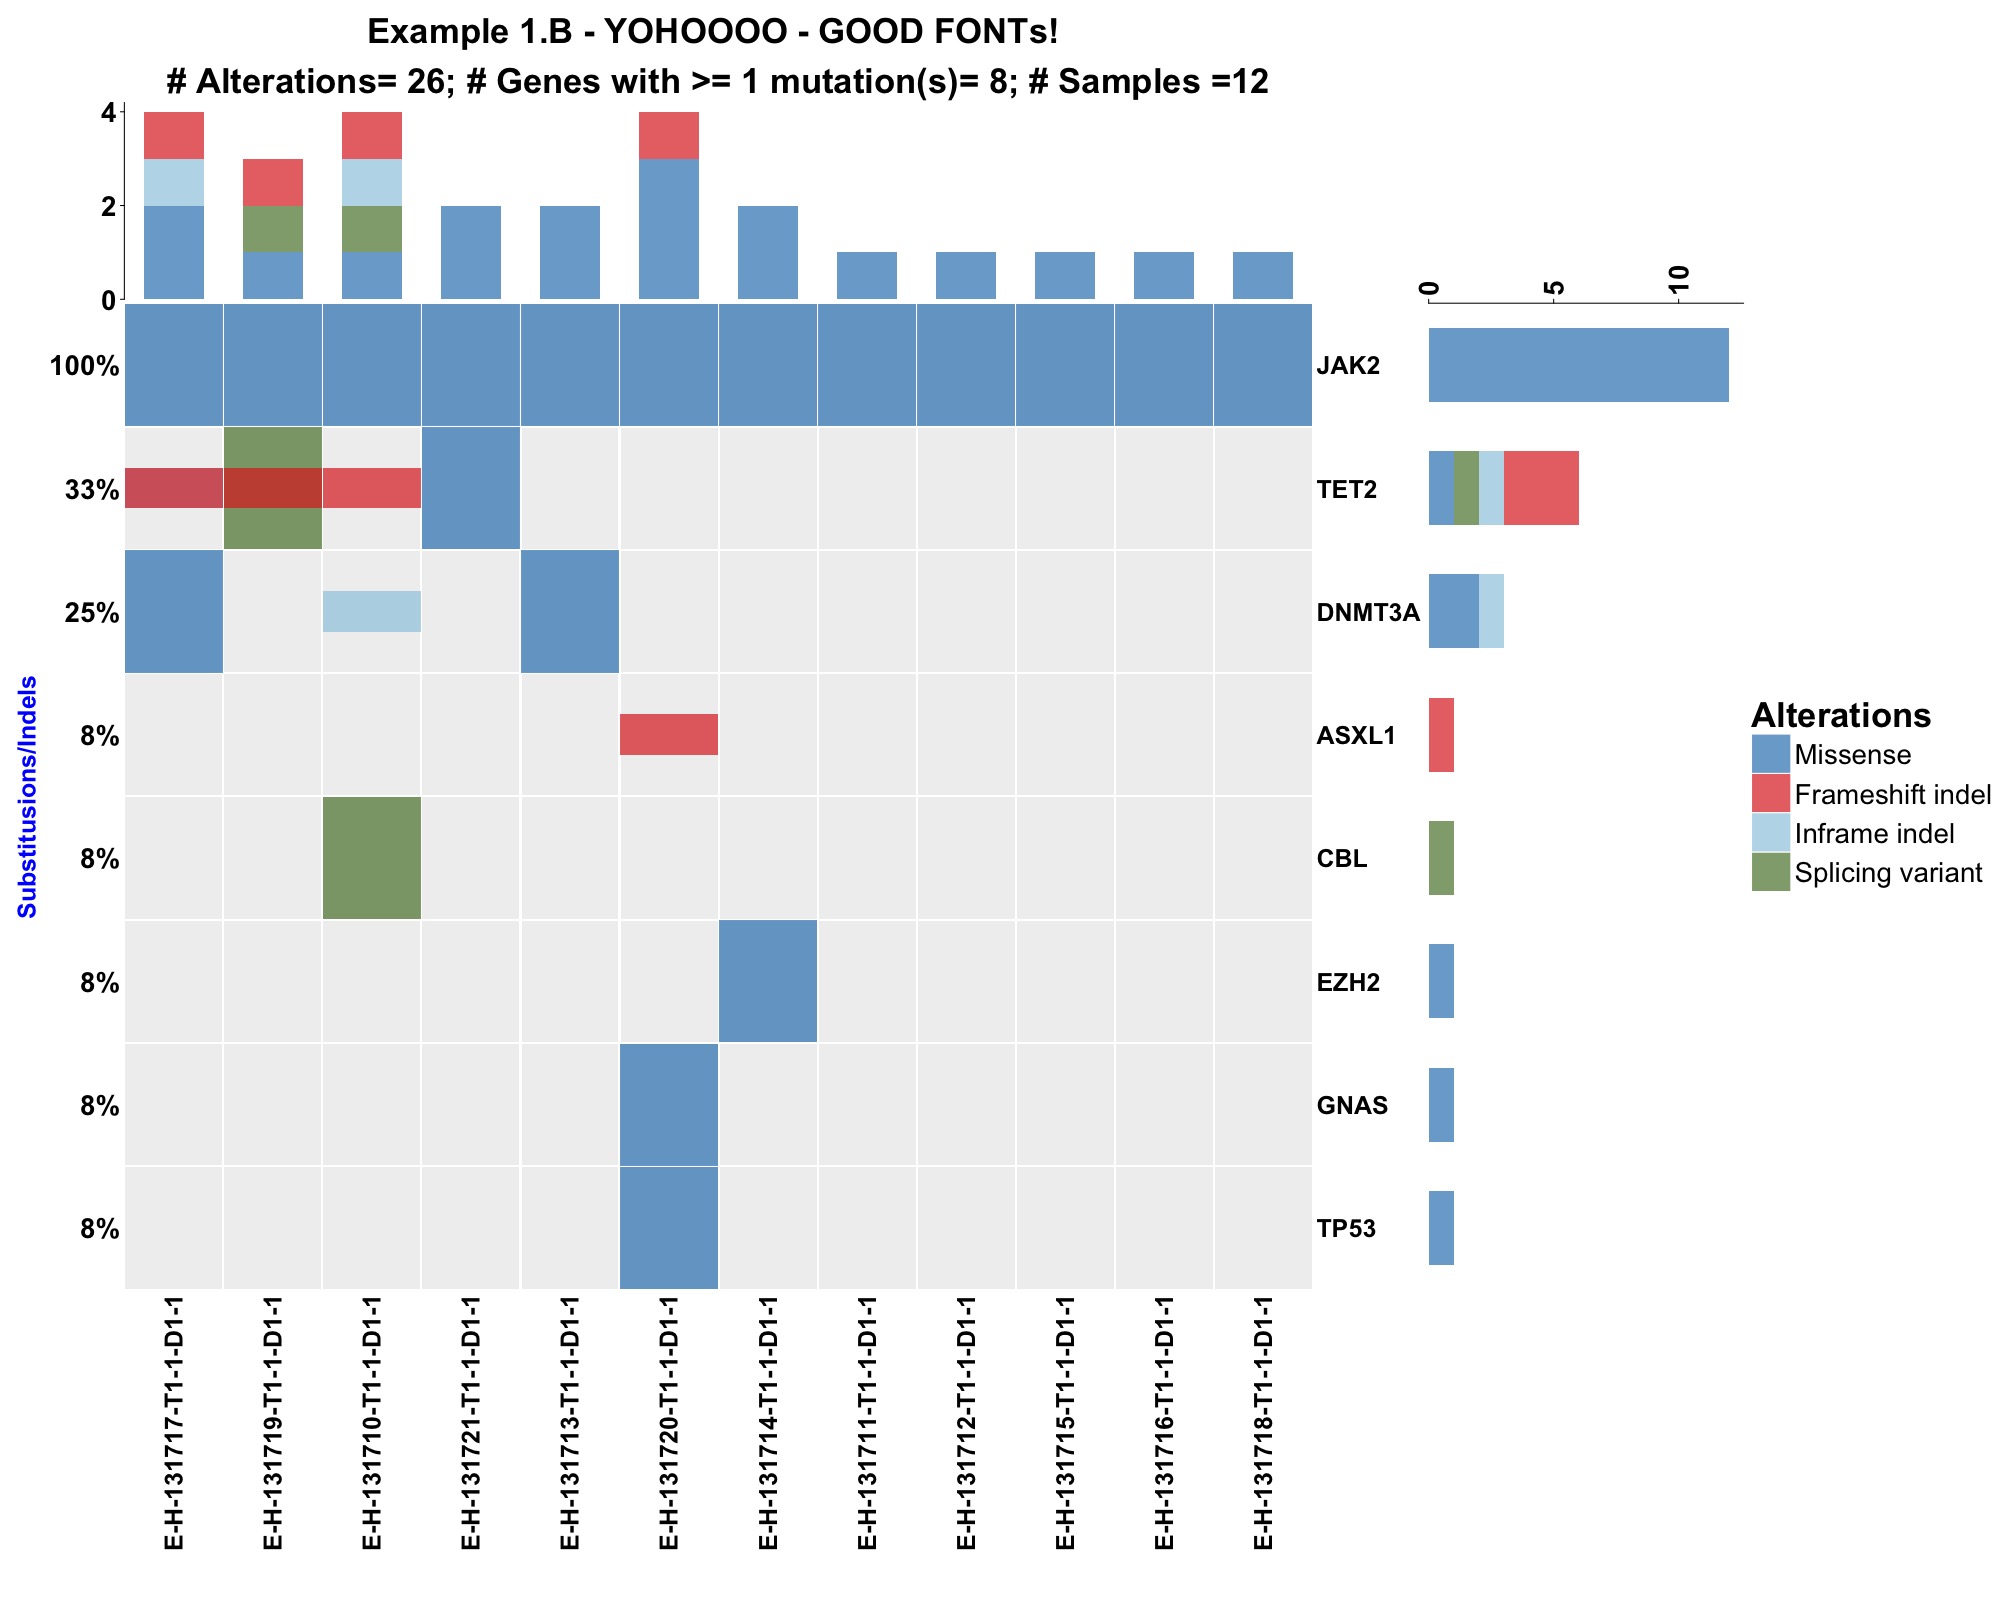 Example 1.B - YOHOOOO - GOOD FONTs!
# Alterations= 26; # Genes with >= 1 mutation(s)= 8; # Samples =12
4
2
0
0
5
10
100%
JAK2
33%
TET2
25%
DNMT3A
8%
ASXL1
8%
CBL
8%
EZH2
8%
GNAS
8%
TP53
Substitusions/Indels
Alterations
Missense
Frameshift indel
Inframe indel
Splicing variant
E-H-131717-T1-1-D1-1
E-H-131719-T1-1-D1-1
E-H-131710-T1-1-D1-1
E-H-131721-T1-1-D1-1
E-H-131713-T1-1-D1-1
E-H-131720-T1-1-D1-1
E-H-131714-T1-1-D1-1
E-H-131711-T1-1-D1-1
E-H-131712-T1-1-D1-1
E-H-131715-T1-1-D1-1
E-H-131716-T1-1-D1-1
E-H-131718-T1-1-D1-1